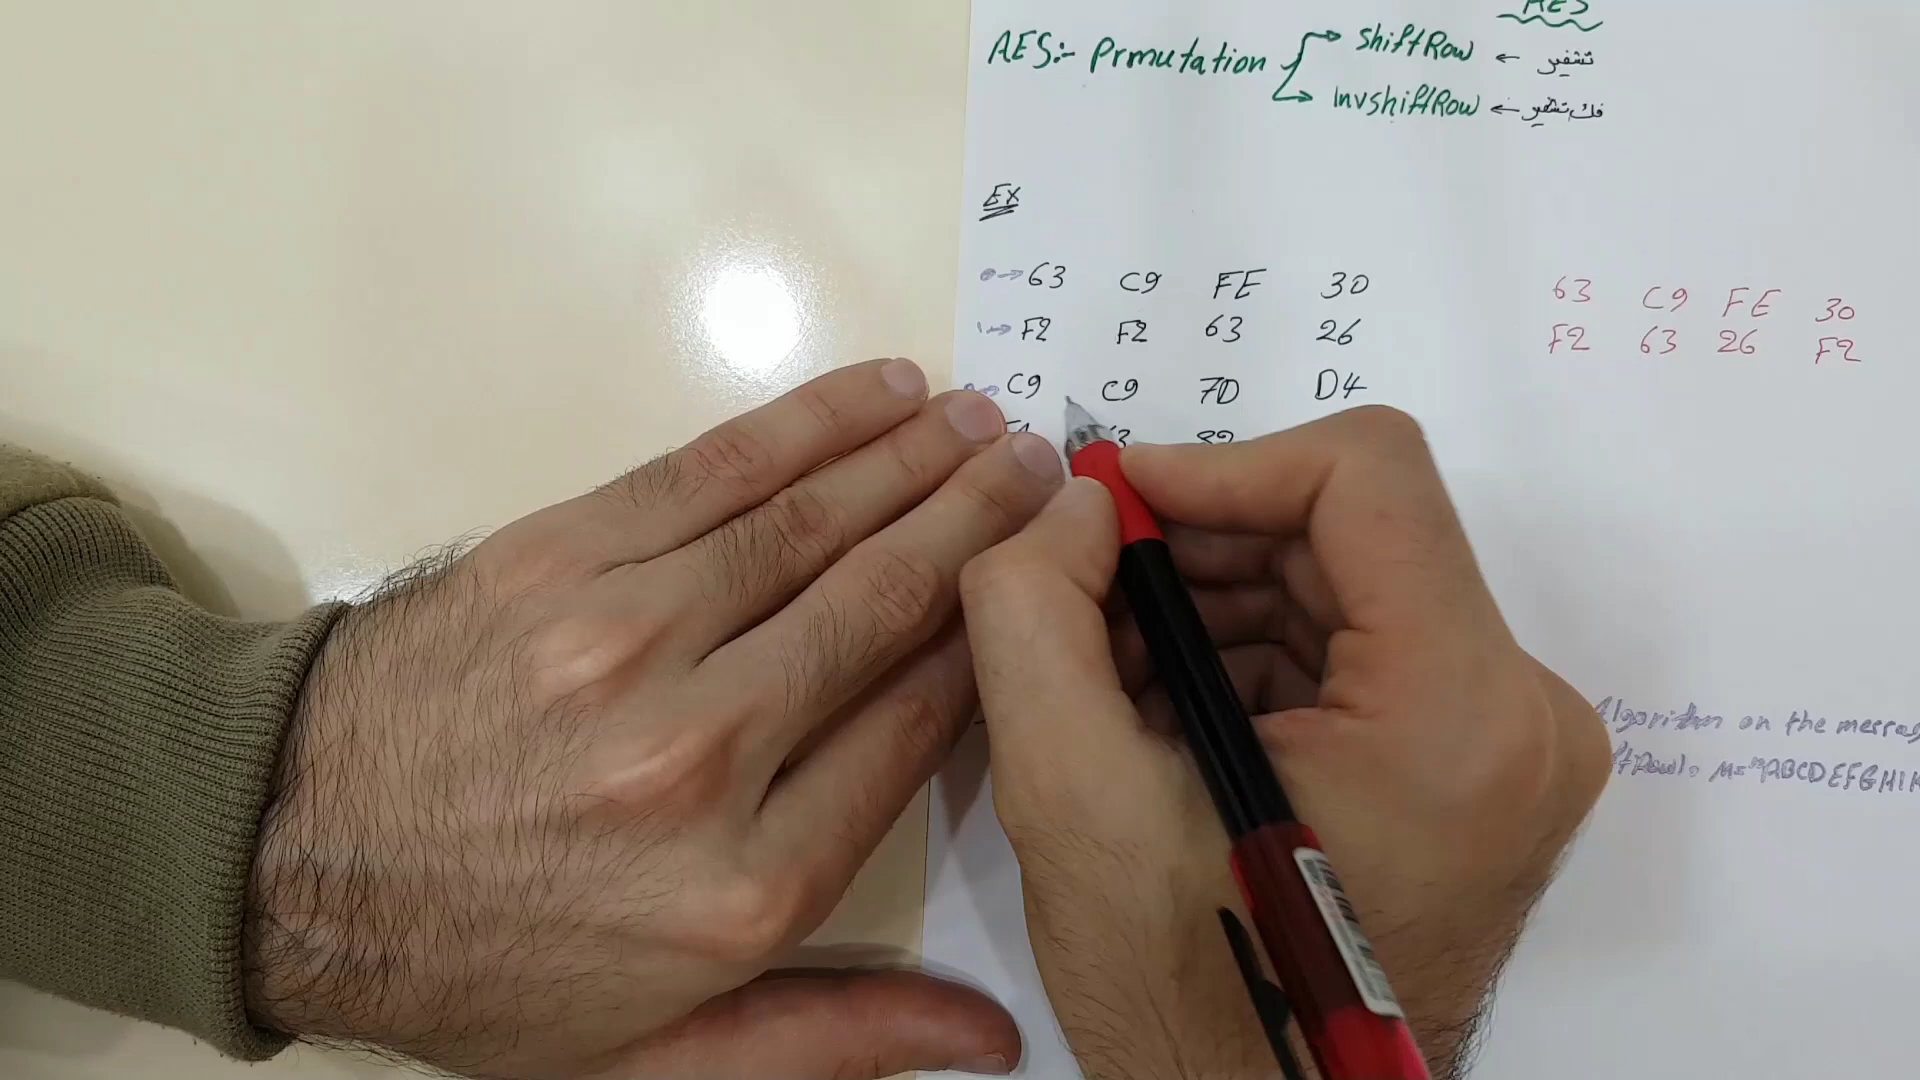 AES
AES:- Prmutation → ShiftRow ← تشفير
→ InvshiftRow ← فك تشفير
EX
0→ 63 C9 FE 30
1→ F2 F2 63 26
C9 C9 7D D4
63 C9 FE 30
F2 63 26 F2
Algorithm on the
M="ABCDEFGHIK